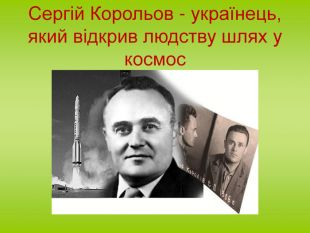 Сергій Корольов - українець,
який відкрив людству шлях у
космос